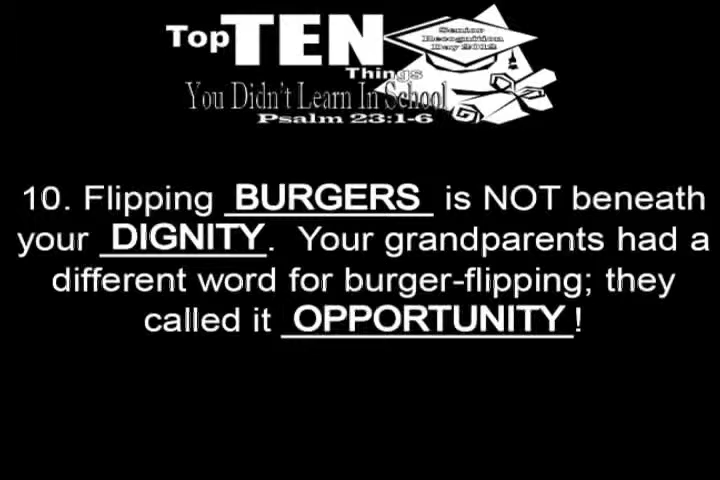 Top TEN
Senior
Recognition
Day 2012
Things
You Didn't Learn In School
Psalm 23:1-6
10. Flipping BURGERS is NOT beneath
your DIGNITY. Your grandparents had a
different word for burger-flipping; they
called it OPPORTUNITY!